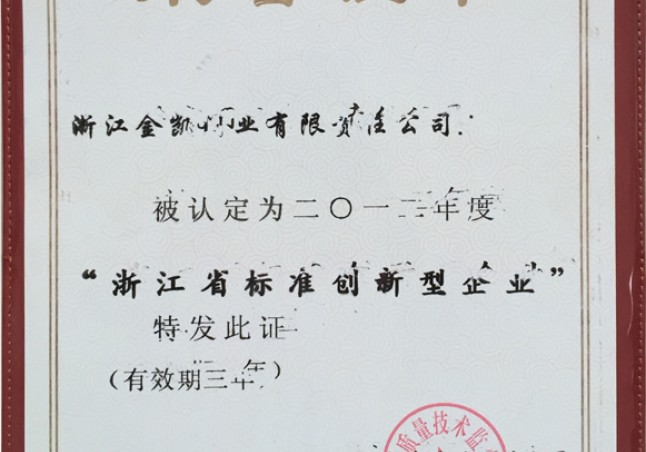 浙江金凯业有限责任公司：
被认定为二〇一年度
“浙江省标准创新型企业”
特发此证
（有效期三年）
质量技术监